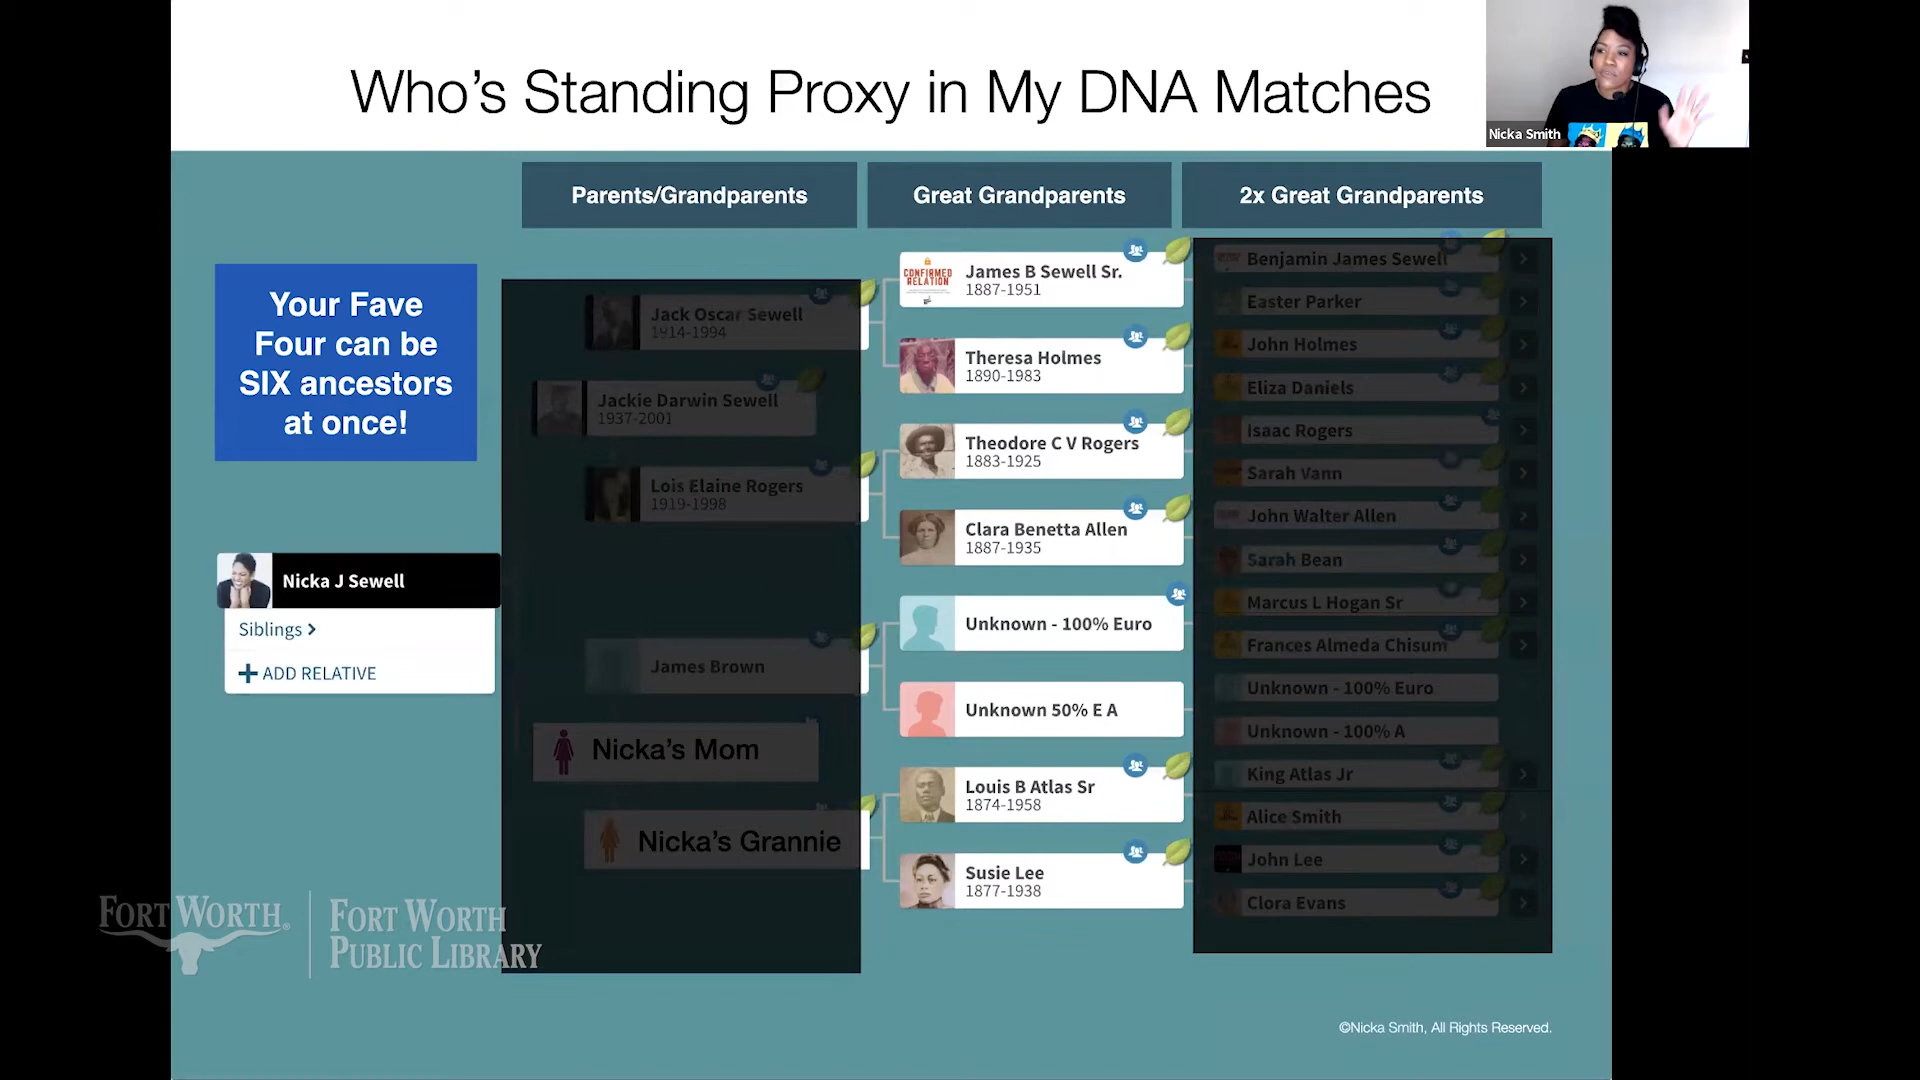 Who's Standing Proxy in My DNA Matches
Nicka Smith
Parents/Grandparents
Great Grandparents
2x Great Grandparents
Your Fave
Four can be
SIX ancestors
at once!
Nicka J Sewell
Siblings >
+ ADD RELATIVE
Jack Oscar Sewell
1914-1994
Jackie Darwin Sewell
1937-2001
Lois Elaine Rogers
1919-1998
James Brown
Nicka's Mom
Nicka's Grannie
CONFIRMED
RELATION
James B Sewell Sr.
1887-1951
Theresa Holmes
1890-1983
Theodore C V Rogers
1883-1925
Clara Benetta Allen
1887-1935
Unknown - 100% Euro
Unknown 50% E A
Louis B Atlas Sr
1874-1958
Susie Lee
1877-1938
Benjamin James Sewell
Easter Parker
John Holmes
Eliza Daniels
Isaac Rogers
Sarah Vann
John Walter Allen
Sarah Bean
Marcus L Hogan Sr
Frances Almeda Chisum
Unknown - 100% Euro
Unknown - 100% A
King Atlas Jr
Alice Smith
John Lee
Clora Evans
FORT WORTH®
FORT WORTH
PUBLIC LIBRARY
©Nicka Smith, All Rights Reserved.